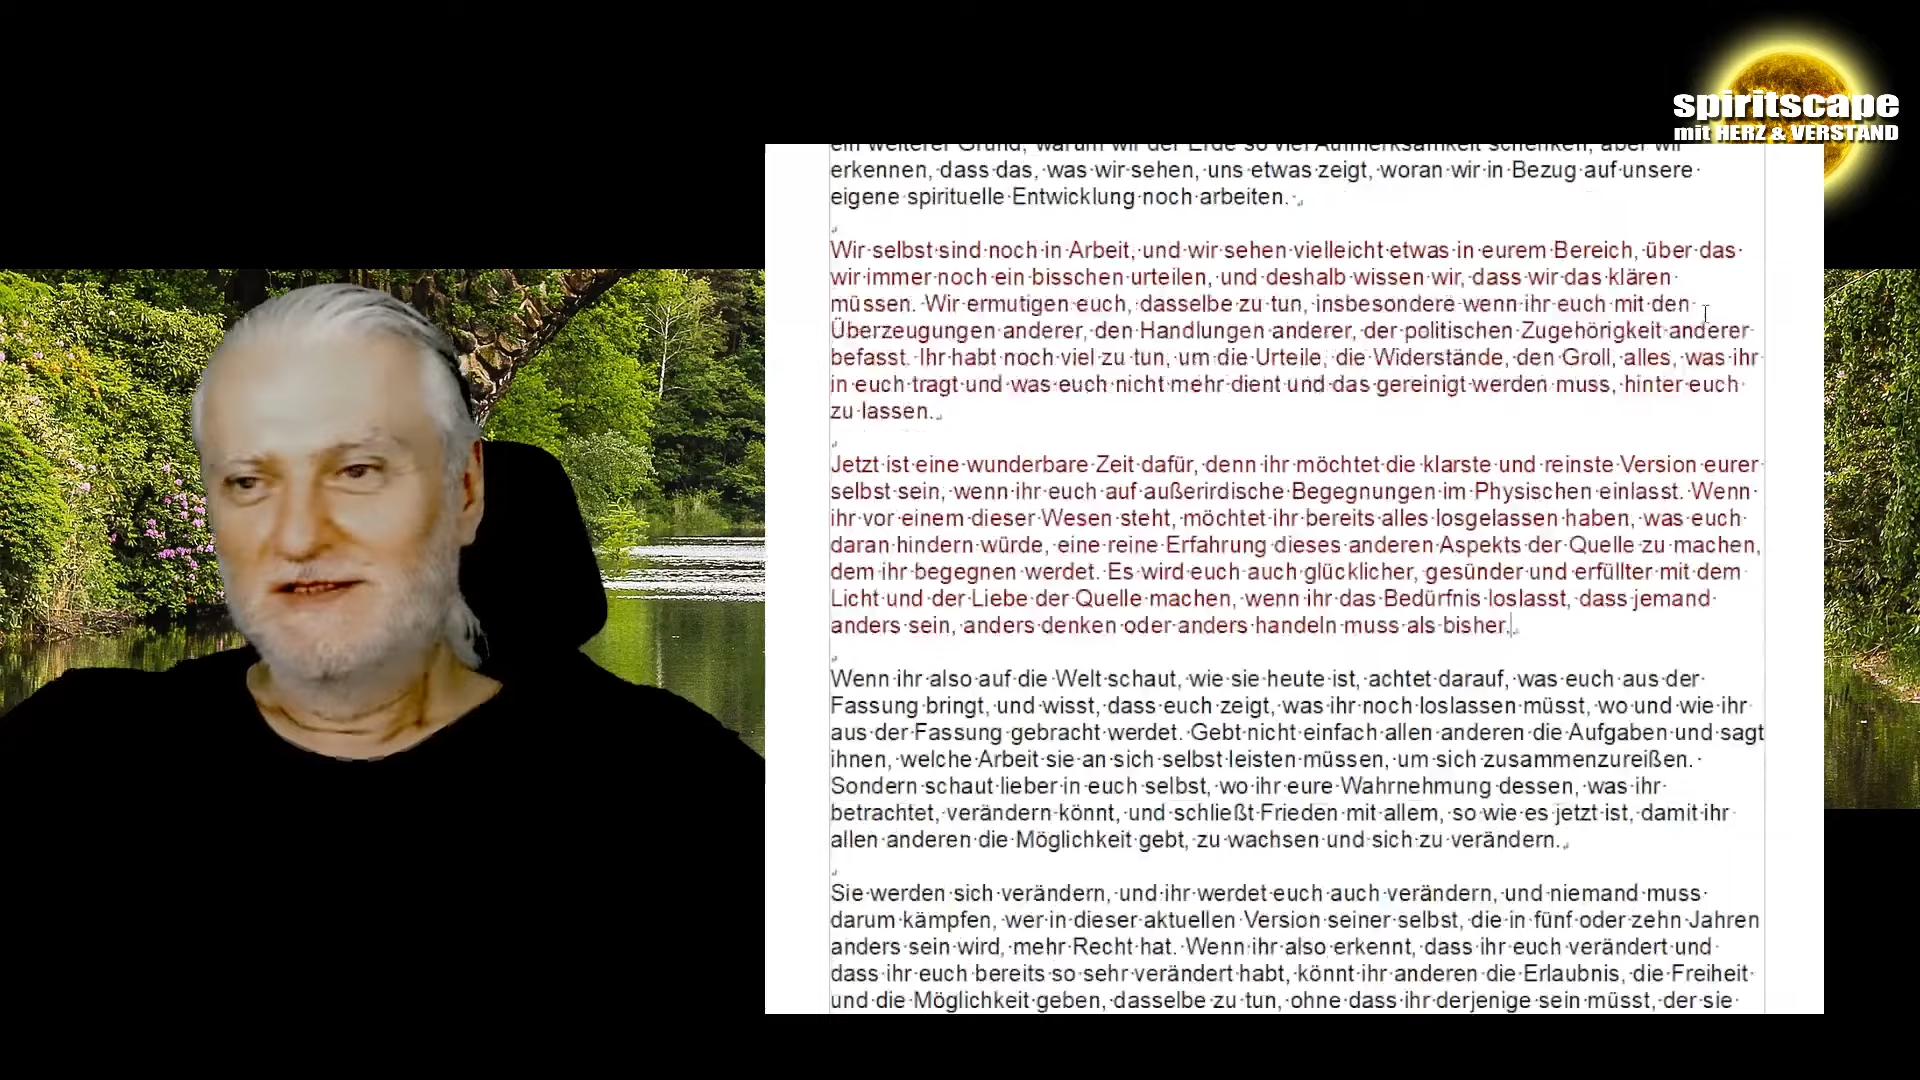 spiritscape
mit HERZ & VERSTAND
ein weiterer Grund, warum wir der Erde so viel Aufmerksamkeit schenken, aber wir
erkennen, dass das, was wir sehen, uns etwas zeigt, woran wir in Bezug auf unsere
eigene spirituelle Entwicklung noch arbeiten.
Wir selbst sind noch in Arbeit, und wir sehen vielleicht etwas in eurem Bereich, über das
wir immer noch ein bisschen urteilen, und deshalb wissen wir, dass wir das klären
müssen. Wir ermutigen euch, dasselbe zu tun, insbesondere wenn ihr euch mit den
Überzeugungen anderer, den Handlungen anderer, der politischen Zugehörigkeit anderer
befasst. Ihr habt noch viel zu tun, um die Urteile, die Widerstände, den Groll, alles, was ihr
in euch tragt und was euch nicht mehr dient und das gereinigt werden muss, hinter euch
zu lassen.
Jetzt ist eine wunderbare Zeit dafür, denn ihr möchtet die klarste und reinste Version eurer
selbst sein, wenn ihr euch auf außerirdische Begegnungen im Physischen einlasst. Wenn
ihr vor einem dieser Wesen steht, möchtet ihr bereits alles losgelassen haben, was euch
daran hindern würde, eine reine Erfahrung dieses anderen Aspekts der Quelle zu machen,
dem ihr begegnen werdet. Es wird euch auch glücklicher, gesünder und erfüllter mit dem
Licht und der Liebe der Quelle machen, wenn ihr das Bedürfnis loslasst, dass jemand
anders sein, anders denken oder anders handeln muss als bisher.
Wenn ihr also auf die Welt schaut, wie sie heute ist, achtet darauf, was euch aus der
Fassung bringt, und wisst, dass euch zeigt, was ihr noch loslassen müsst, wo und wie ihr
aus der Fassung gebracht werdet. Gebt nicht einfach allen anderen die Aufgaben und sagt
ihnen, welche Arbeit sie an sich selbst leisten müssen, um sich zusammenzureißen.
Sondern schaut lieber in euch selbst, wo ihr eure Wahrnehmung dessen, was ihr
betrachtet, verändern könnt, und schließt Frieden mit allem, so wie es jetzt ist, damit ihr
allen anderen die Möglichkeit gebt, zu wachsen und sich zu verändern.
Sie werden sich verändern, und ihr werdet euch auch verändern, und niemand muss
darum kämpfen, wer in dieser aktuellen Version seiner selbst, die in fünf oder zehn Jahren
anders sein wird, mehr Recht hat. Wenn ihr also erkennt, dass ihr euch verändert und
dass ihr euch bereits so sehr verändert habt, könnt ihr anderen die Erlaubnis, die Freiheit
und die Möglichkeit geben, dasselbe zu tun, ohne dass ihr derjenige sein müsst, der sie